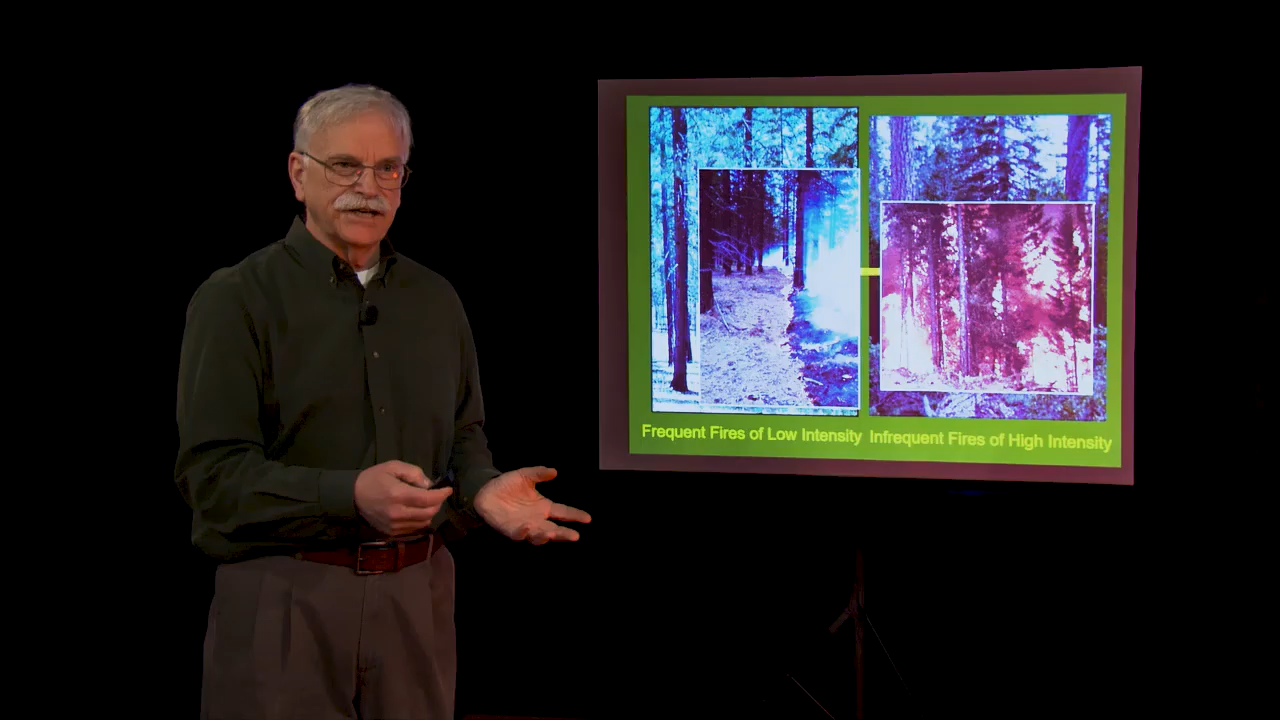 Frequent Fires of Low Intensity
Infrequent Fires of High Intensity